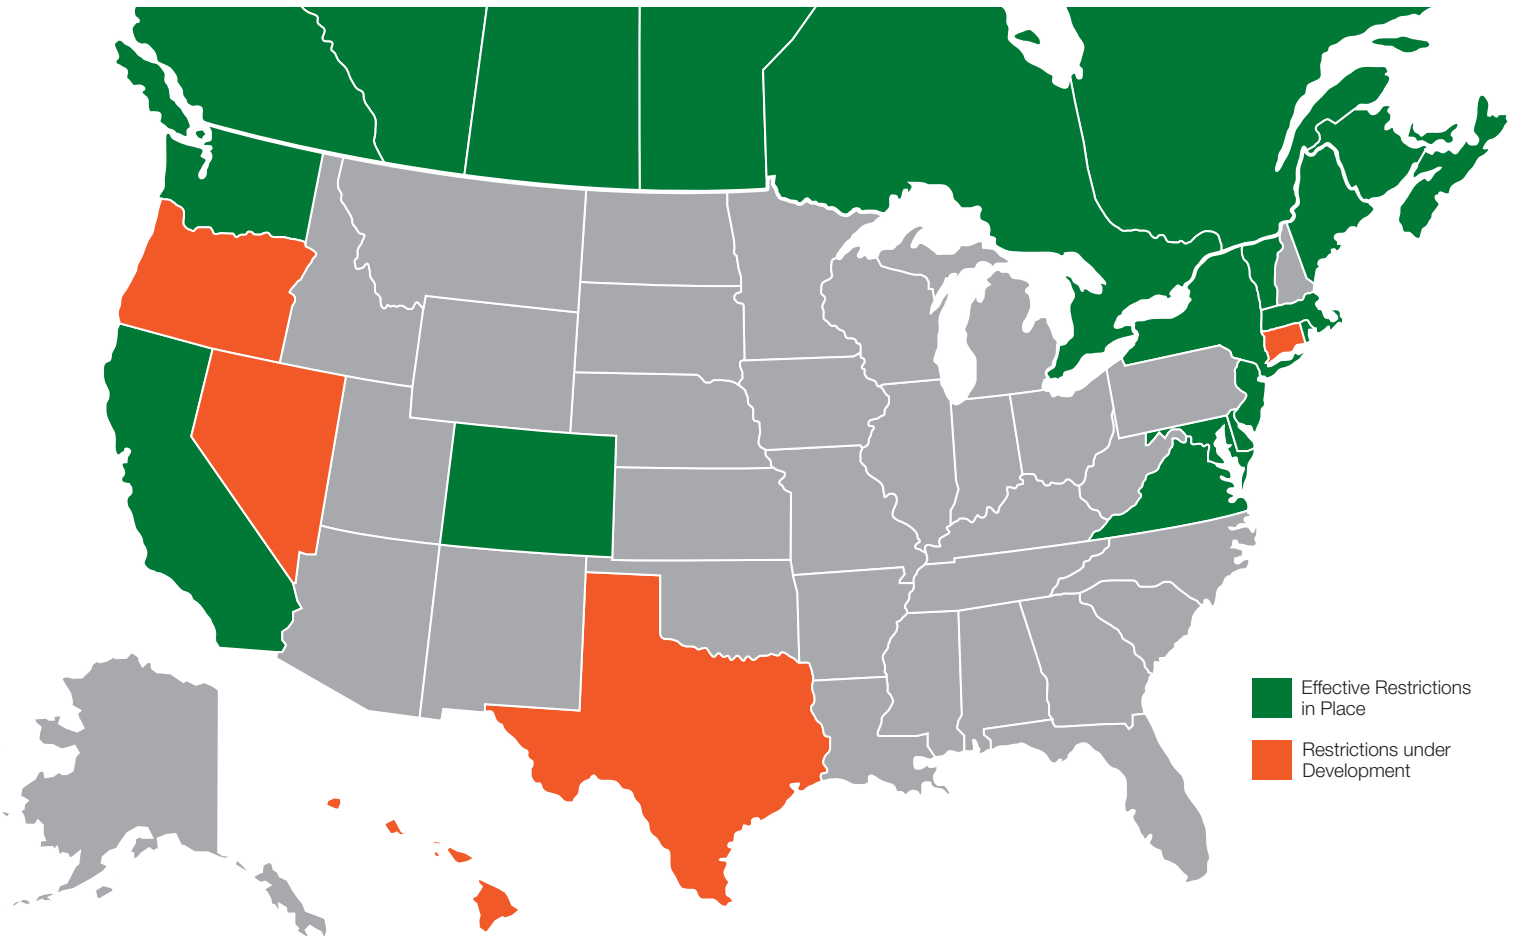 Effective Restrictions
in Place
Restrictions under
Development